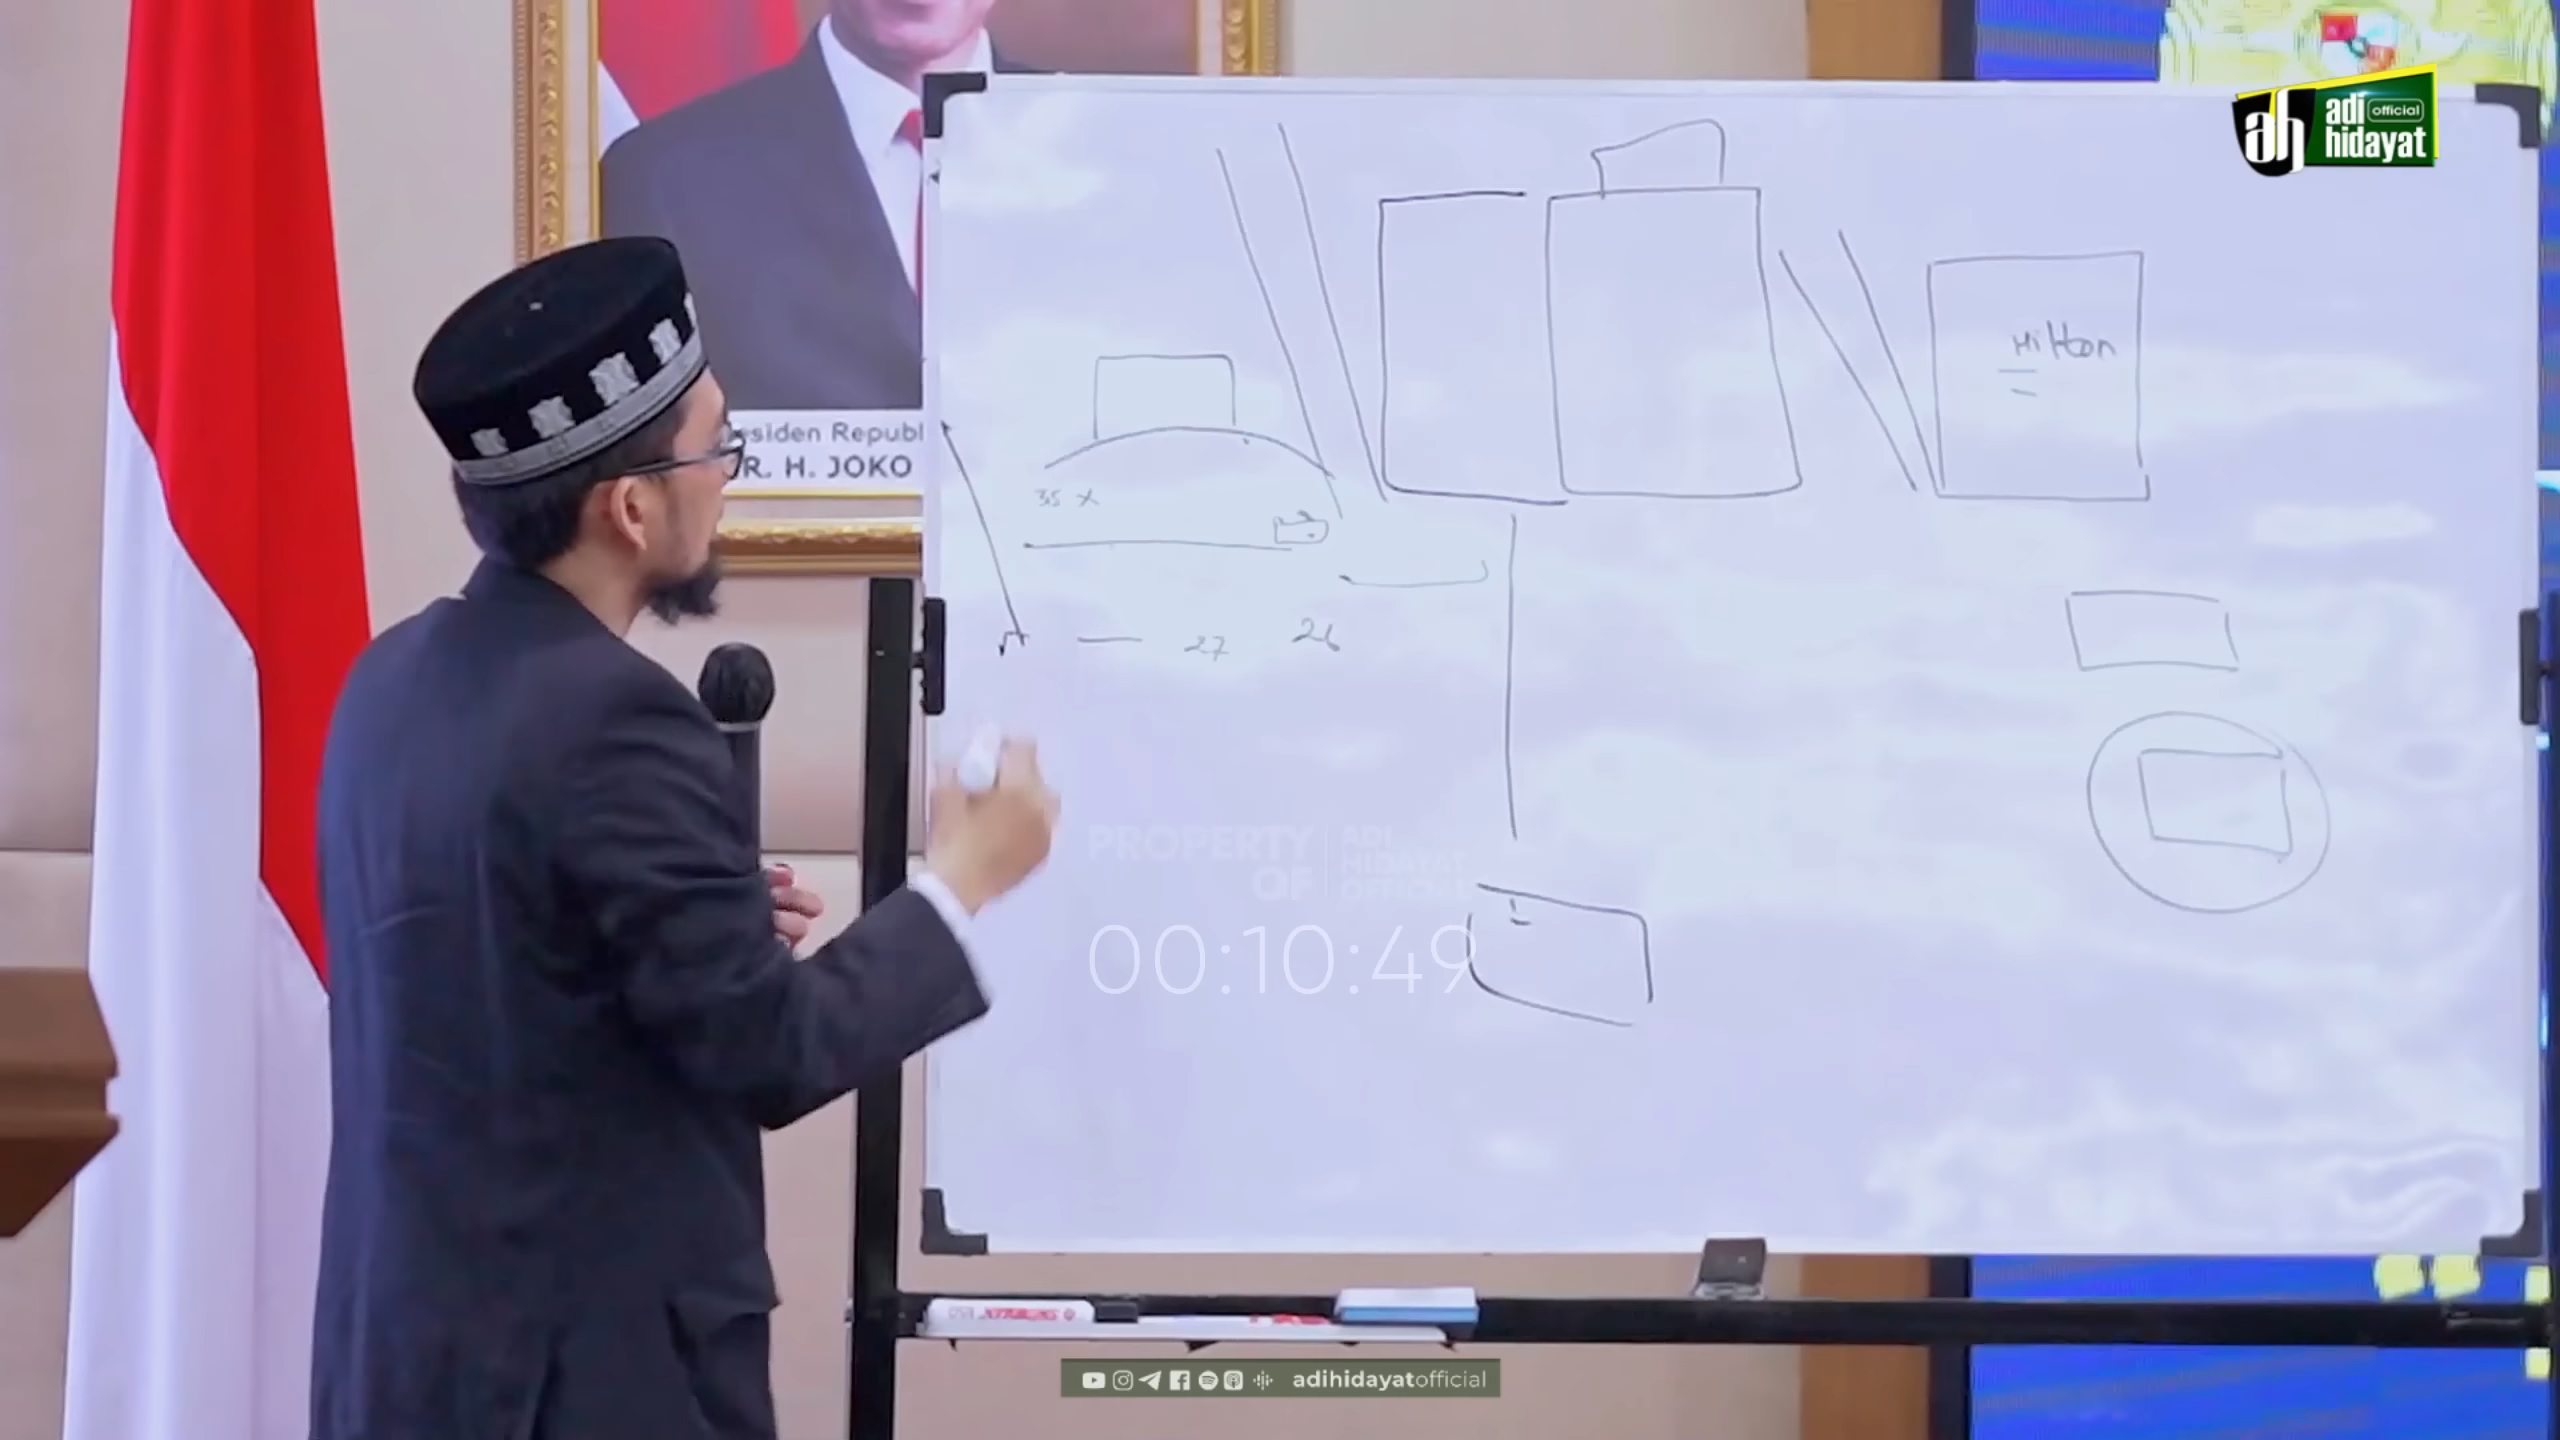 adi official
hidayat
ah
esiden Republ
R. H. JOKO
Hilton
35 x
27 26
PROPERTY OF
ADI HIDAYAT OFFICIAL
00:10:49
adihidayatofficial